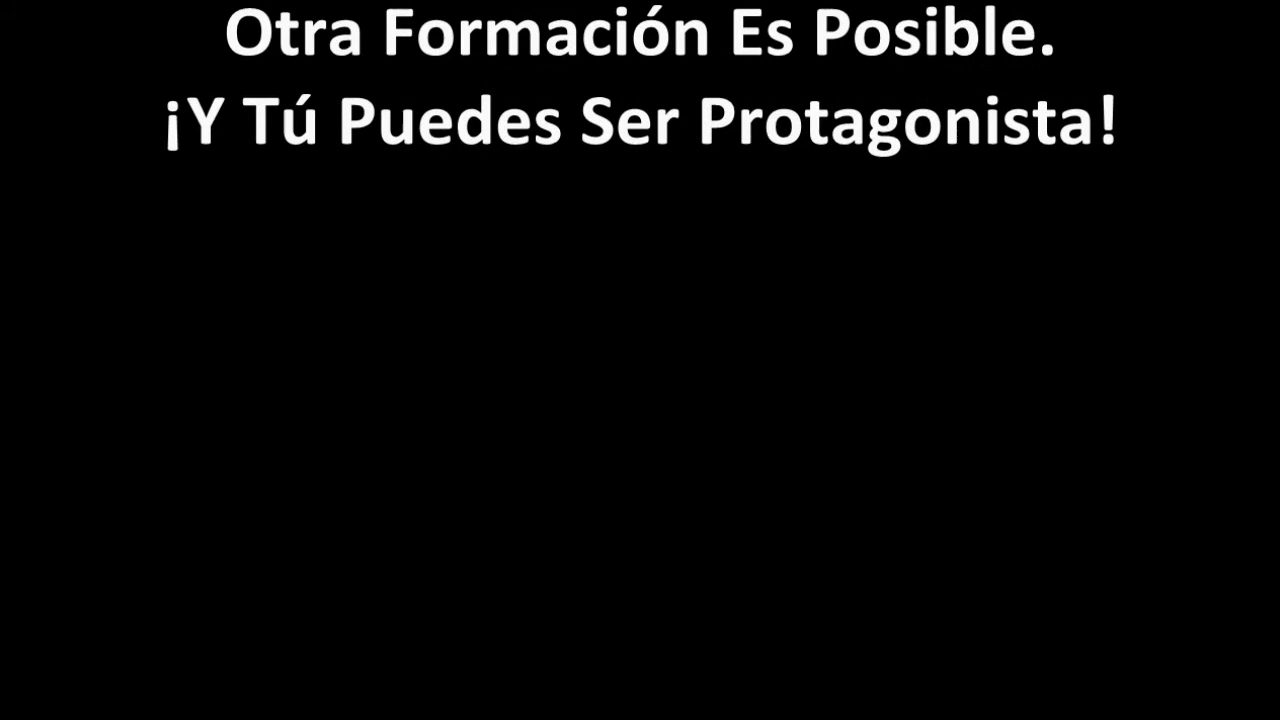 Otra Formación Es Posible.
¡Y Tú Puedes Ser Protagonista!